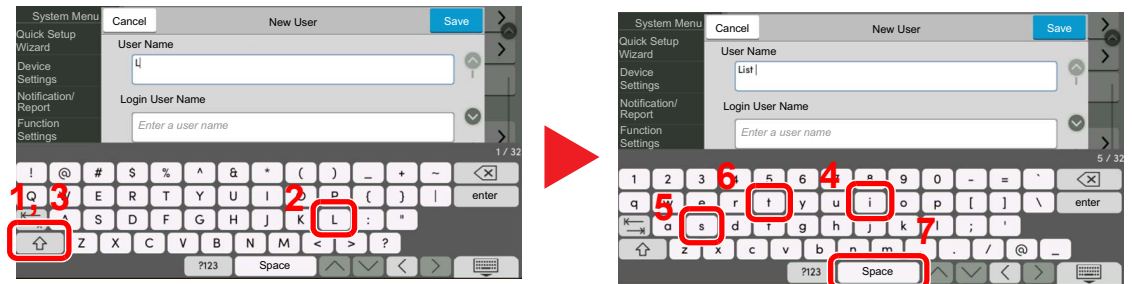 System Menu
Cancel
New User
Save
Quick Setup
Wizard
User Name
L
Device
Settings
Notification/
Report
Login User Name
Enter a user name
Function
Settings
1 / 32
! @ # $ % ^ & * ( ) _ + ~
1, 3
Q E R T Y U I P { } | enter
2
A S D F G H J K L : "
Z X C V B N M < > ?
?123 Space
System Menu
Cancel
New User
Save
Quick Setup
Wizard
User Name
List
Device
Settings
Notification/
Report
Login User Name
Enter a user name
Function
Settings
5 / 32
1 2 3 5 6 8 9 0 - = `
6
4
q w e r t y u i o p [ ] \ enter
5
a s d f g h j k l ; '
7
z x c v b n m . / @ _
?123 Space